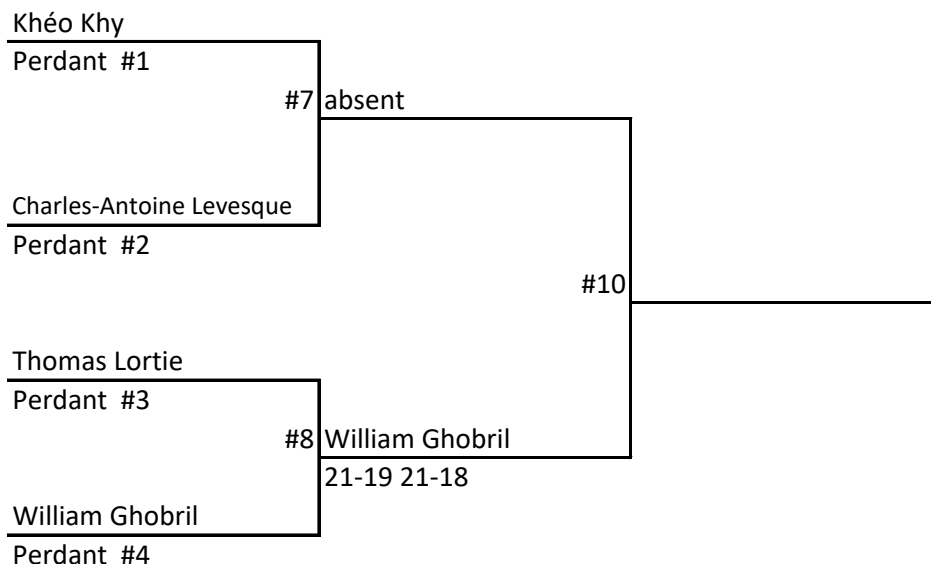 Khéo Khy
Perdant #1
#7 absent
Charles-Antoine Levesque
Perdant #2
#10
Thomas Lortie
Perdant #3
#8 William Ghobril
21-19 21-18
William Ghobril
Perdant #4